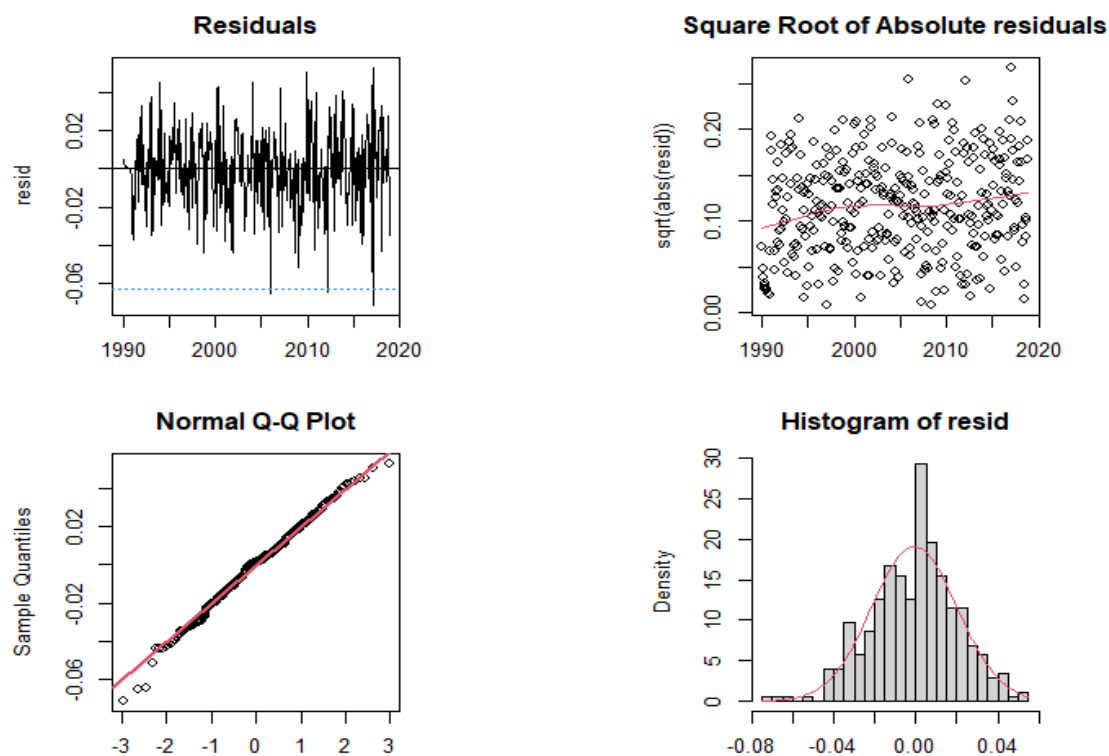 Residuals
resid
0.02
-0.02
-0.06
1990 2000 2010 2020
Square Root of Absolute residuals
sqrt(abs(resid))
0.20
0.10
0.00
1990 2000 2010 2020
Normal Q-Q Plot
Sample Quantiles
0.02
-0.02
-0.06
-3 -2 -1 0 1 2 3
Histogram of resid
Density
30
25
20
15
10
5
0
-0.08 -0.04 0.00 0.04